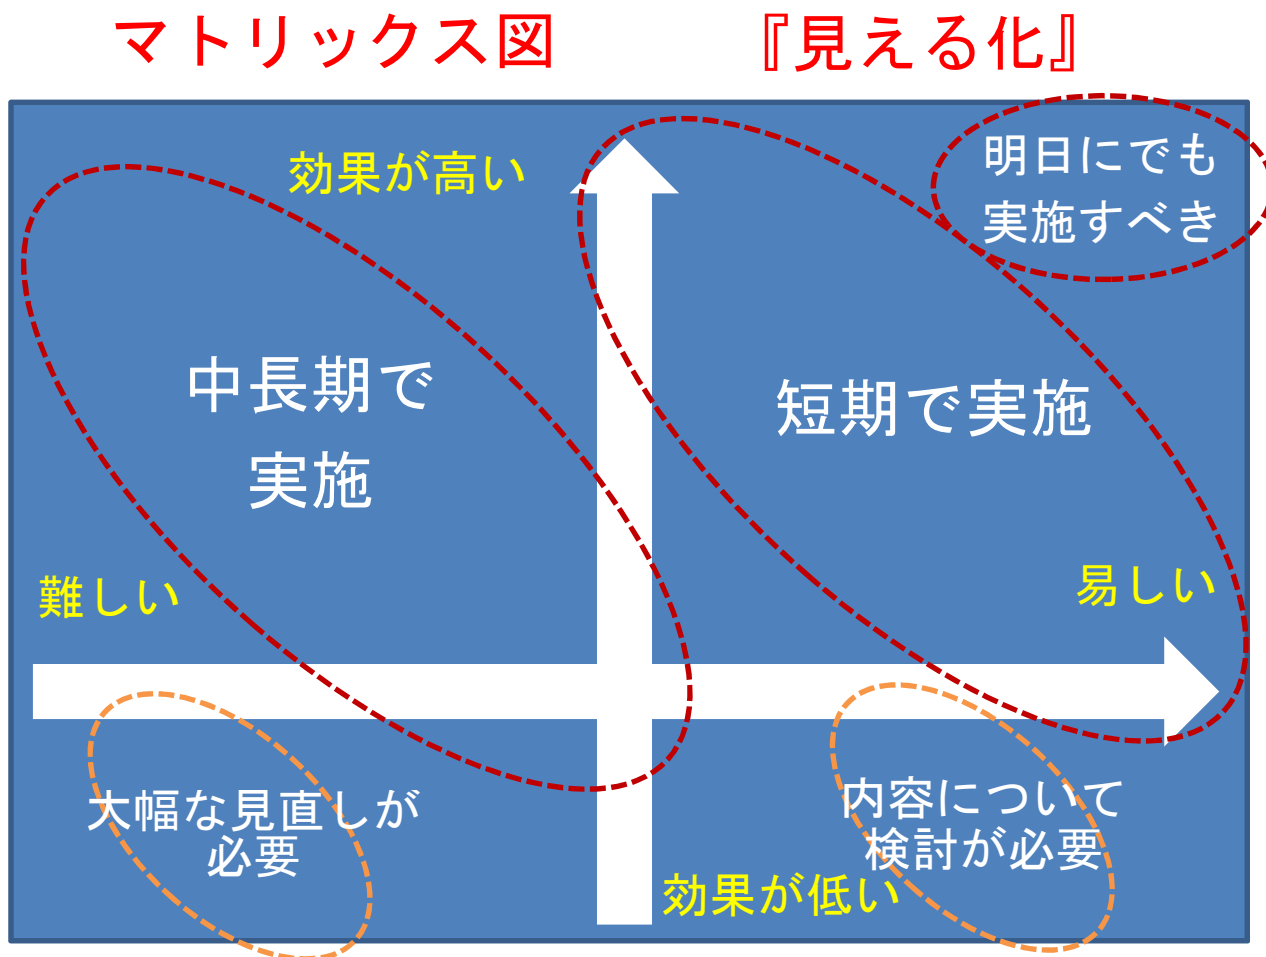 マトリックス図 『見える化』
効果が高い
明日にでも
実施すべき
中長期で
実施
短期で実施
難しい
易しい
大幅な見直しが
必要
内容について
検討が必要
効果が低い